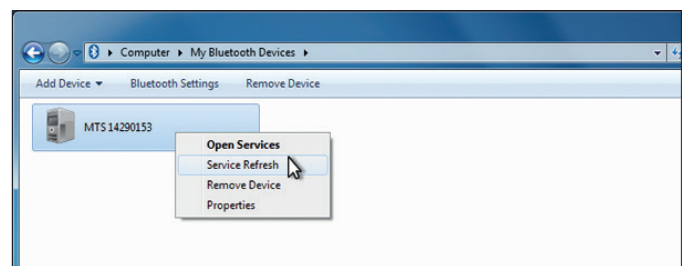 Computer ▸ My Bluetooth Devices ▸
Add Device ▾ Bluetooth Settings Remove Device
MTS 14290153
Open Services
Service Refresh
Remove Device
Properties